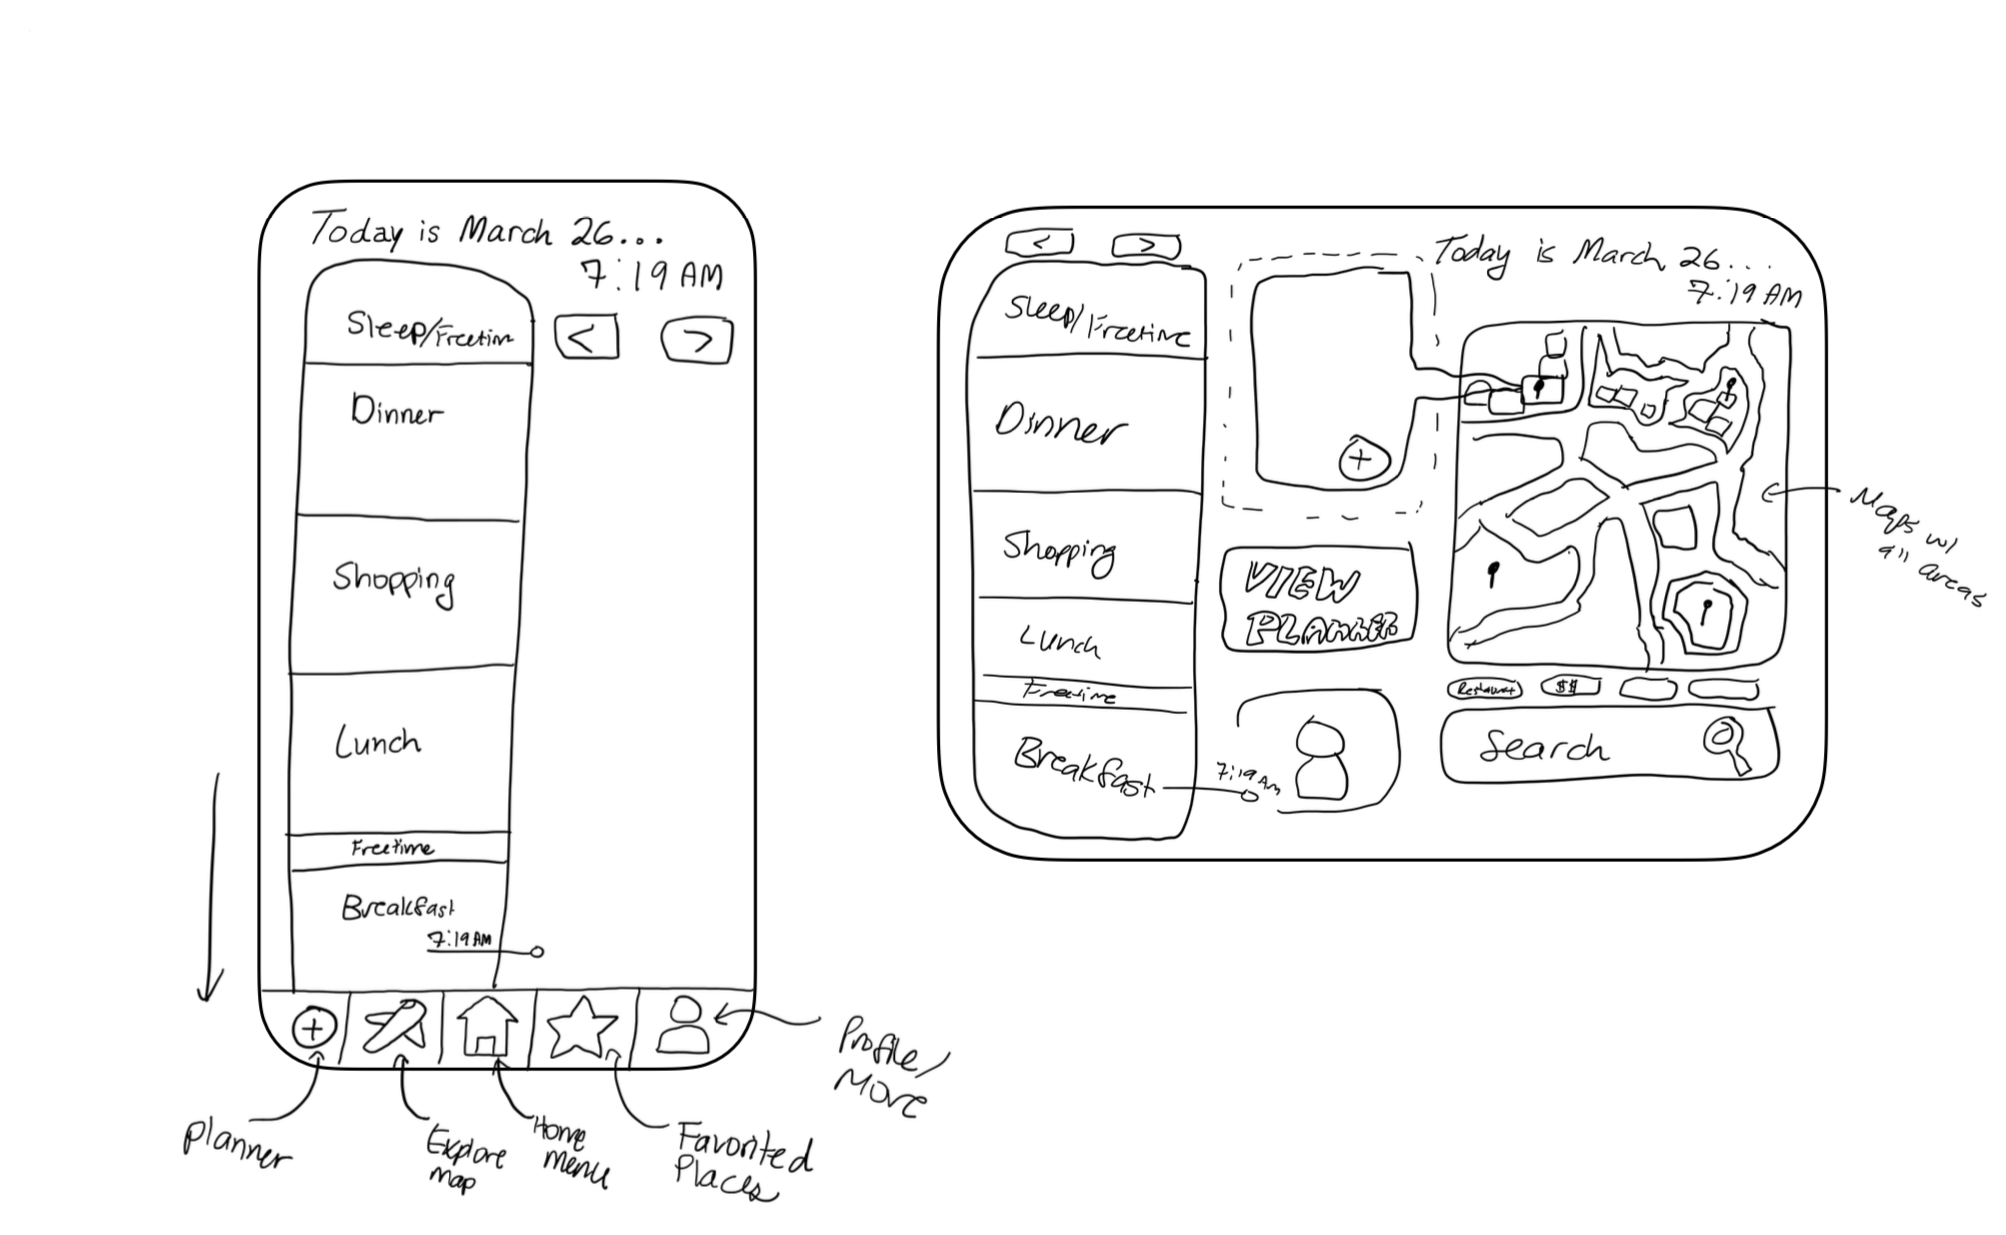 Today is March 26...
7:19 AM
Sleep/Freetim
<
>
Dinner
Shopping
Lunch
Freetime
Breakfast
7:19 AM
+
Planner
Explore
map
Home
menu
Favorited
Places
Profile/
More
<
>
Sleep/Freetime
Dinner
Shopping
Lunch
Freetime
Breakfast
7:19 AM
+
VIEW
PLANNER
Today is March 26...
7:19 AM
Maps w/
all areas
Restaurant
$$
Search